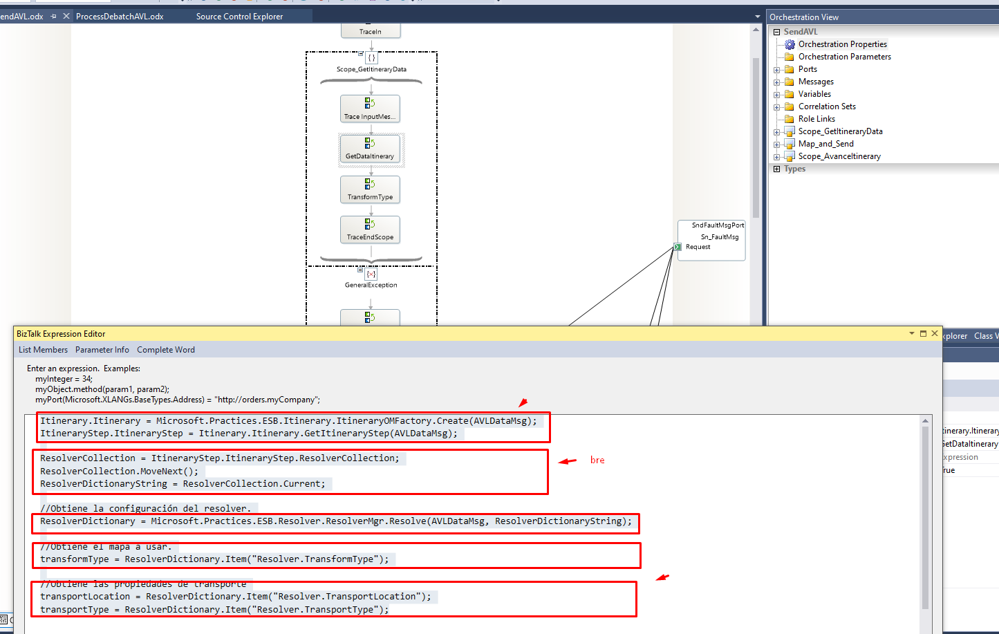 endAVL.odx
ProcessDebatchAVL.odx
Source Control Explorer
TraceIn
{ }
Scope_GetItineraryData
Trace InputMes...
GetDataItinerary
TransformType
TraceEndScope
{×}
GeneralException
SndFaultMsgPort
Sn_FaultMsg
Request
Orchestration View
SendAVL
Orchestration Properties
Orchestration Parameters
Ports
Messages
Variables
Correlation Sets
Role Links
Scope_GetItineraryData
Map_and_Send
Scope_AvanceItinerary
Types
BizTalk Expression Editor
List Members Parameter Info Complete Word
Enter an expression. Examples:
myInteger = 34;
myObject.method(param1, param2);
myPort(Microsoft.XLANGs.BaseTypes.Address) = "http://orders.myCompany";
Itinerary.Itinerary = Microsoft.Practices.ESB.Itinerary.ItineraryOMFactory.Create(AVLDataMsg);
ItineraryStep.ItineraryStep = Itinerary.Itinerary.GetItineraryStep(AVLDataMsg);
ResolverCollection = ItineraryStep.ItineraryStep.ResolverCollection;
ResolverCollection.MoveNext();
ResolverDictionaryString = ResolverCollection.Current;
bre
//Obtiene la configuración del resolver.
ResolverDictionary = Microsoft.Practices.ESB.Resolver.ResolverMgr.Resolve(AVLDataMsg, ResolverDictionaryString);
//Obtiene el mapa a usar.
transformType = ResolverDictionary.Item("Resolver.TransformType");
//Obtiene las propiedades de transporte
transportLocation = ResolverDictionary.Item("Resolver.TransportLocation");
transportType = ResolverDictionary.Item("Resolver.TransportType");
xplorer Class
tinerary.Itinerary
GetDataItinerary
xpression
True